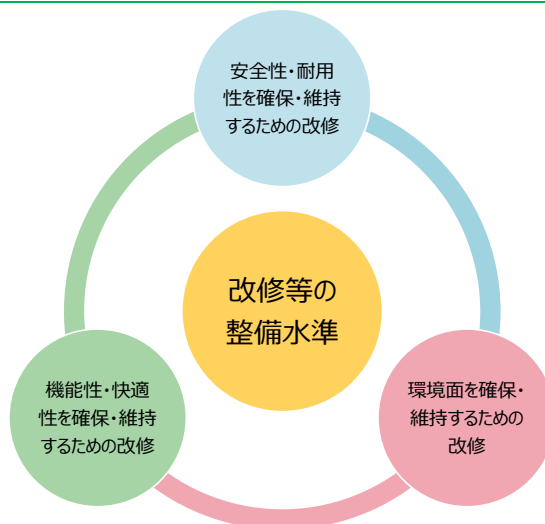 安全性・耐用
性を確保・維持
するための改修
改修等の
整備水準
機能性・快適
性を確保・維持
するための改修
環境面を確保・
維持するための
改修